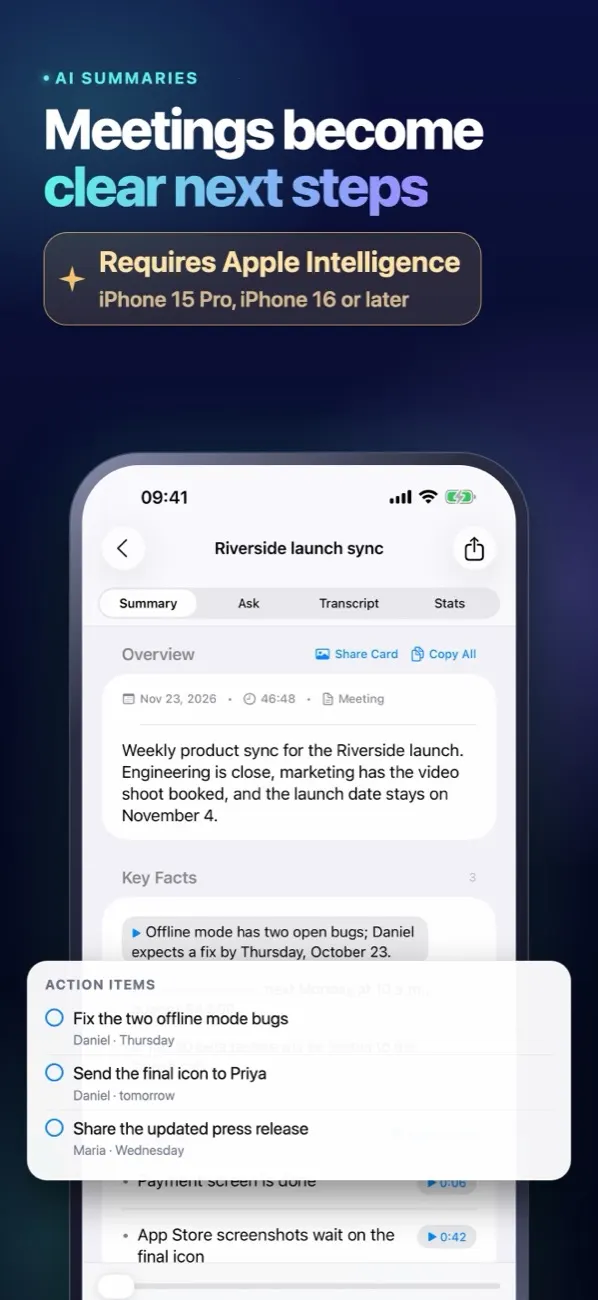 • AI SUMMARIES
Meetings become
clear next steps
Requires Apple Intelligence
iPhone 15 Pro, iPhone 16 or later
09:41
Riverside launch sync
Summary
Ask
Transcript
Stats
Overview
Share Card
Copy All
Nov 23, 2026 • 46:48 • Meeting
Weekly product sync for the Riverside launch.
Engineering is close, marketing has the video
shoot booked, and the launch date stays on
November 4.
Key Facts
3
Offline mode has two open bugs; Daniel
expects a fix by Thursday, October 23.
ACTION ITEMS
Fix the two offline mode bugs
Daniel · Thursday
Send the final icon to Priya
Daniel · tomorrow
Share the updated press release
Maria · Wednesday
Payment screen is done
0:06
• App Store screenshots wait on the
final icon
0:42